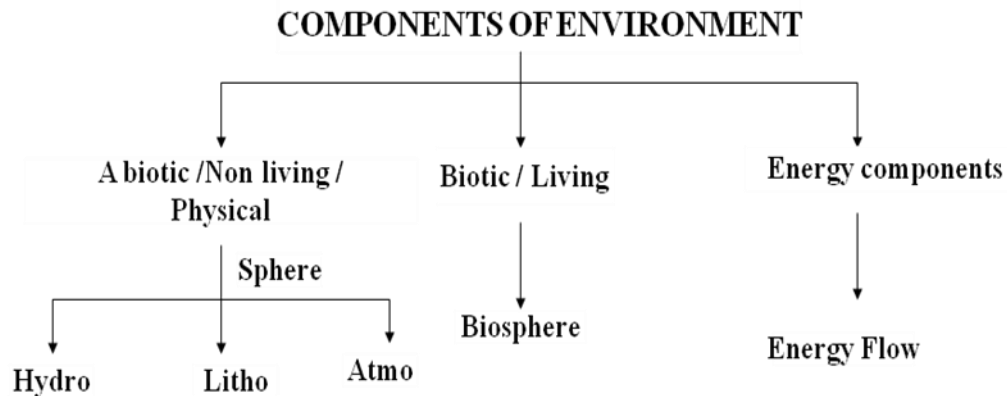 COMPONENTS OF ENVIRONMENT
A biotic /Non living /
Physical
Biotic / Living
Energy components
Sphere
Hydro
Litho
Atmo
Biosphere
Energy Flow